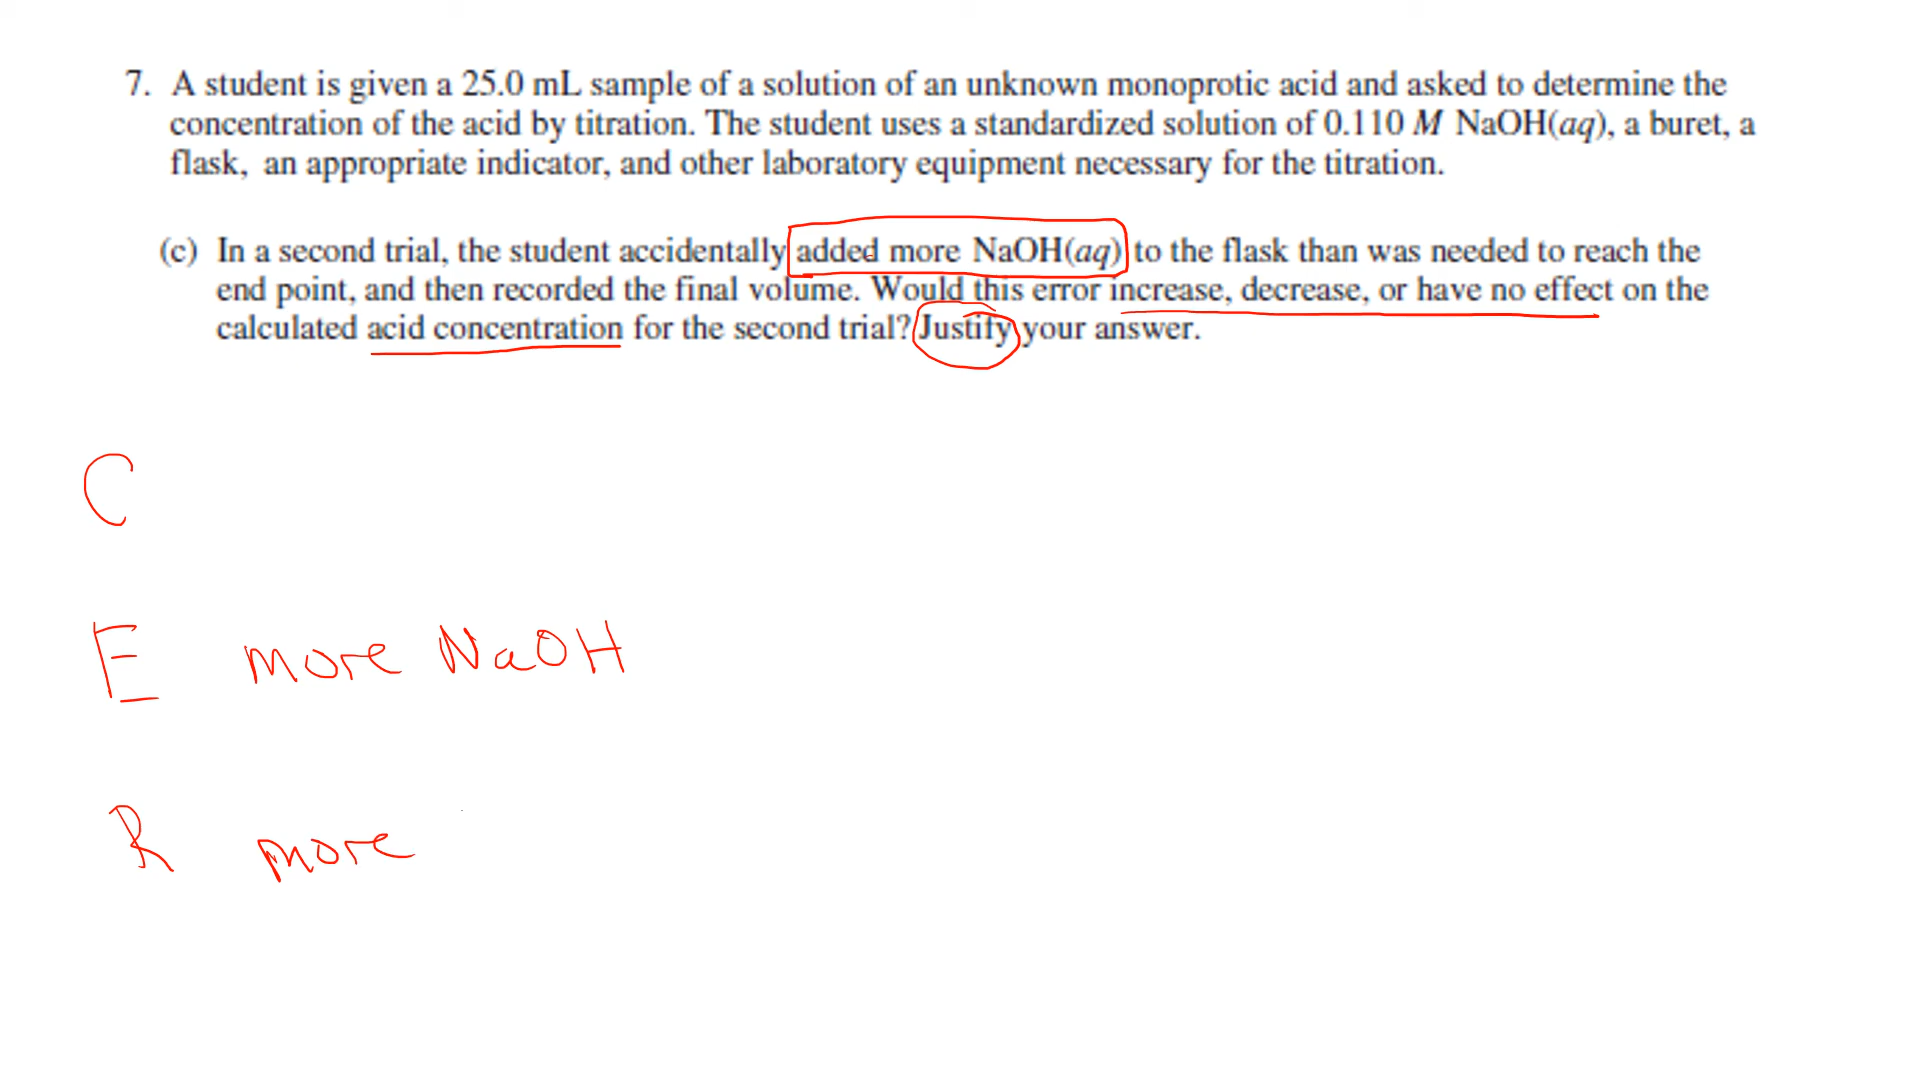 7. A student is given a 25.0 mL sample of a solution of an unknown monoprotic acid and asked to determine the
concentration of the acid by titration. The student uses a standardized solution of 0.110 M NaOH(aq), a buret, a
flask, an appropriate indicator, and other laboratory equipment necessary for the titration.
(c) In a second trial, the student accidentally added more NaOH(aq) to the flask than was needed to reach the
end point, and then recorded the final volume. Would this error increase, decrease, or have no effect on the
calculated acid concentration for the second trial? Justify your answer.
C
E more NaOH
R more